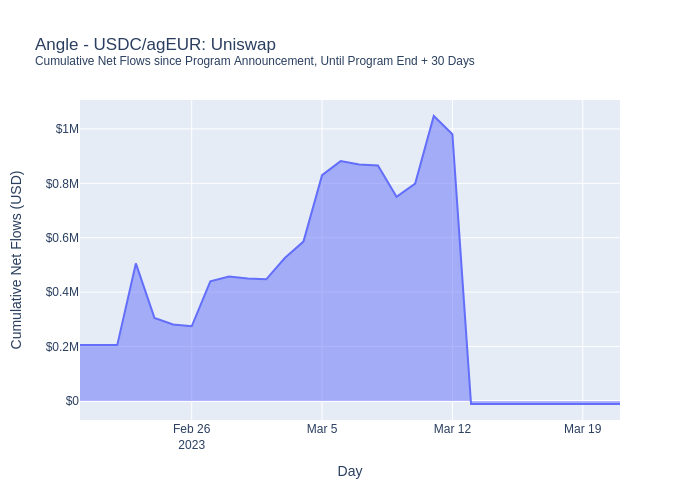 Angle - USDC/agEUR: Uniswap
Cumulative Net Flows since Program Announcement, Until Program End + 30 Days
Cumulative Net Flows (USD)
$1M
$0.8M
$0.6M
$0.4M
$0.2M
$0
Feb 26
2023
Mar 5
Mar 12
Mar 19
Day